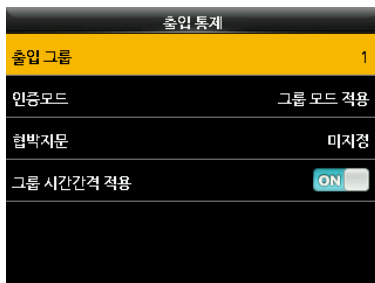 출입 통제
출입 그룹 1
인증모드 그룹 모드 적용
협박지문 미지정
그룹 시간간격 적용 ON